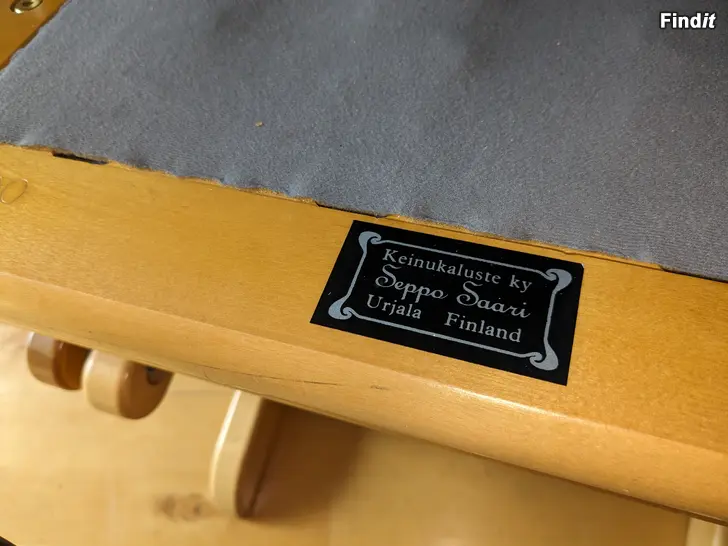 Findit
Keinukaluste ky
Seppo Saari
Urjala Finland